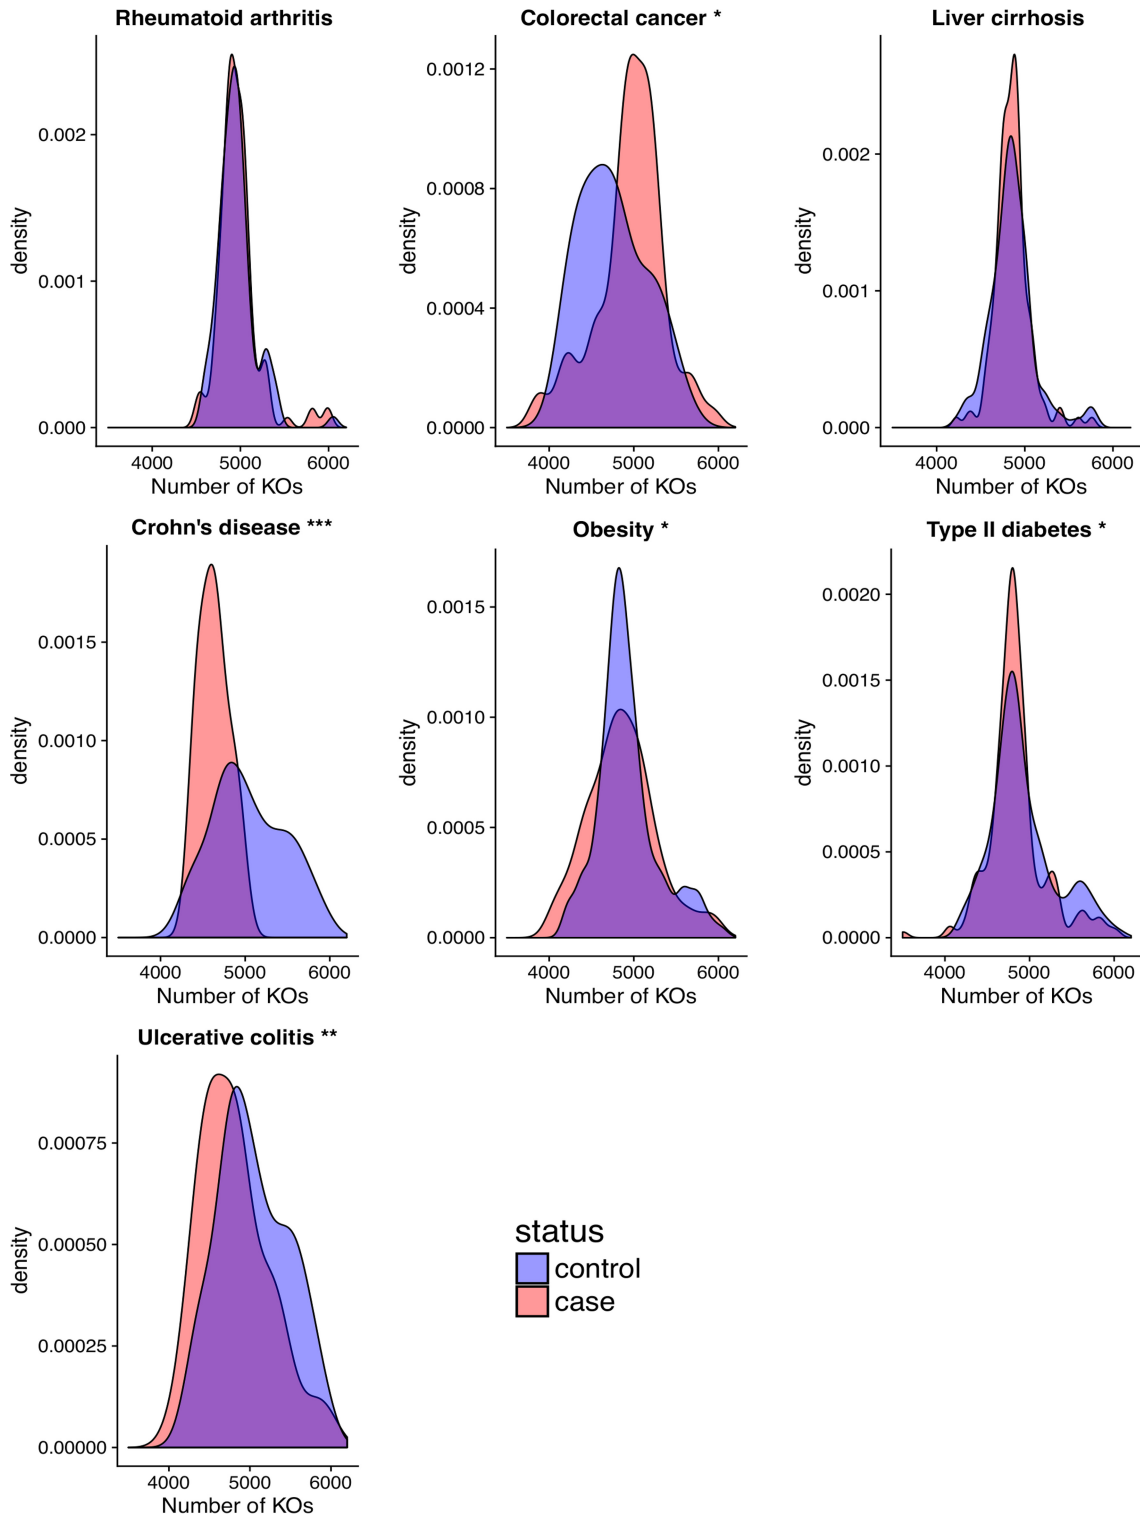 Rheumatoid arthritis
density
0.002
0.001
0.000
4000 5000 6000
Number of KOs
Colorectal cancer *
density
0.0012
0.0008
0.0004
0.0000
4000 5000 6000
Number of KOs
Liver cirrhosis
density
0.002
0.001
0.000
4000 5000 6000
Number of KOs
Crohn's disease ***
density
0.0015
0.0010
0.0005
0.0000
4000 5000 6000
Number of KOs
Obesity *
density
0.0015
0.0010
0.0005
0.0000
4000 5000 6000
Number of KOs
Type II diabetes *
density
0.0020
0.0015
0.0010
0.0005
0.0000
4000 5000 6000
Number of KOs
Ulcerative colitis **
density
0.00075
0.00050
0.00025
0.00000
4000 5000 6000
Number of KOs
status
control
case